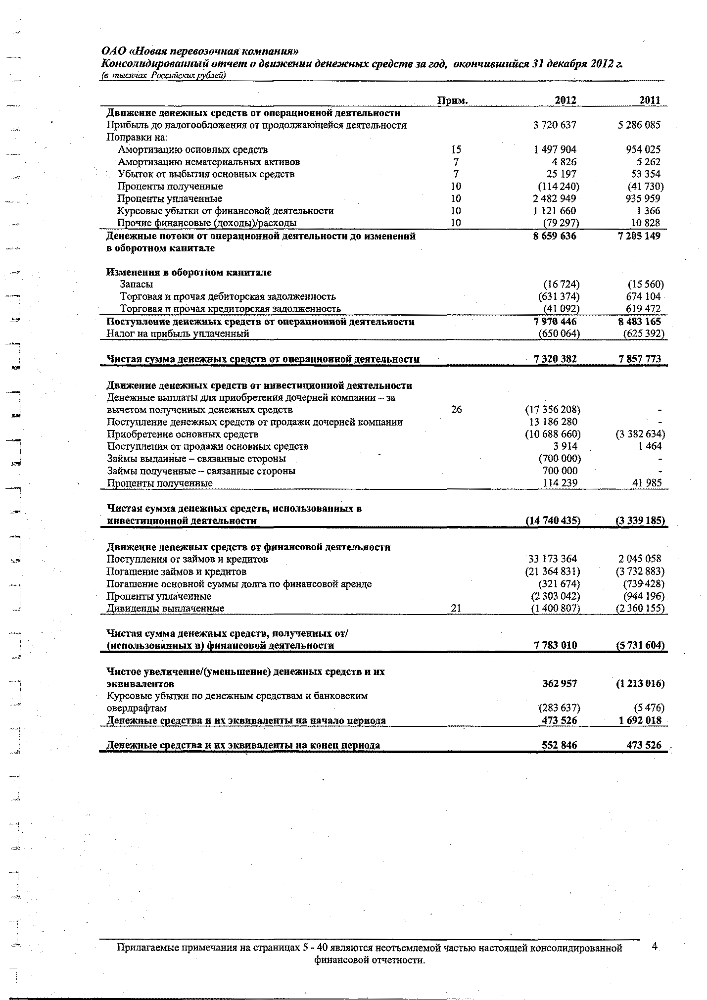 ОАО «Новая перевозочная компания»
Консолидированный отчет о движении денежных средств за год, окончившийся 31 декабря 2012 г.
(в тысячах Российских рублей)
Прим. 2012 2011
Движение денежных средств от операционной деятельности
Прибыль до налогообложения от продолжающейся деятельности 3 720 637 5 286 085
Поправки на:
Амортизацию основных средств 15 1 497 904 954 025
Амортизацию нематериальных активов 7 4 826 5 262
Убыток от выбытия основных средств 7 25 197 53 354
Проценты полученные 10 (114 240) (41 730)
Проценты уплаченные 10 2 482 949 935 959
Курсовые убытки от финансовой деятельности 10 1 121 660 1 366
Прочие финансовые (доходы)/расходы 10 (79 297) 10 828
Денежные потоки от операционной деятельности до изменений 8 659 636 7 205 149
в оборотном капитале
Изменения в оборотном капитале
Запасы (16 724) (15 560)
Торговая и прочая дебиторская задолженность (631 374) 674 104
Торговая и прочая кредиторская задолженность (41 092) 619 472
Поступление денежных средств от операционной деятельности 7 970 446 8 483 165
Налог на прибыль уплаченный (650 064) (625 392)
Чистая сумма денежных средств от операционной деятельности 7 320 382 7 857 773
Движение денежных средств от инвестиционной деятельности
Денежные выплаты для приобретения дочерней компании – за
вычетом полученных денежных средств 26 (17 356 208) -
Поступление денежных средств от продажи дочерней компании 13 186 280 -
Приобретение основных средств (10 688 660) (3 382 634)
Поступления от продажи основных средств 3 914 1 464
Займы выданные – связанные стороны (700 000) -
Займы полученные – связанные стороны 700 000 -
Проценты полученные 114 239 41 985
Чистая сумма денежных средств, использованных в
инвестиционной деятельности (14 740 435) (3 339 185)
Движение денежных средств от финансовой деятельности
Поступления от займов и кредитов 33 173 364 2 045 058
Погашение займов и кредитов (21 364 831) (3 732 883)
Погашение основной суммы долга по финансовой аренде (321 674) (739 428)
Проценты уплаченные (2 303 042) (944 196)
Дивиденды выплаченные 21 (1 400 807) (2 360 155)
Чистая сумма денежных средств, полученных от/
(использованных в) финансовой деятельности 7 783 010 (5 731 604)
Чистое увеличение/(уменьшение) денежных средств и их
эквивалентов 362 957 (1 213 016)
Курсовые убытки по денежным средствам и банковским
овердрафтам (283 637) (5 476)
Денежные средства и их эквиваленты на начало периода 473 526 1 692 018
Денежные средства и их эквиваленты на конец периода 552 846 473 526
Прилагаемые примечания на страницах 5 - 40 являются неотъемлемой частью настоящей консолидированной 4
финансовой отчетности.